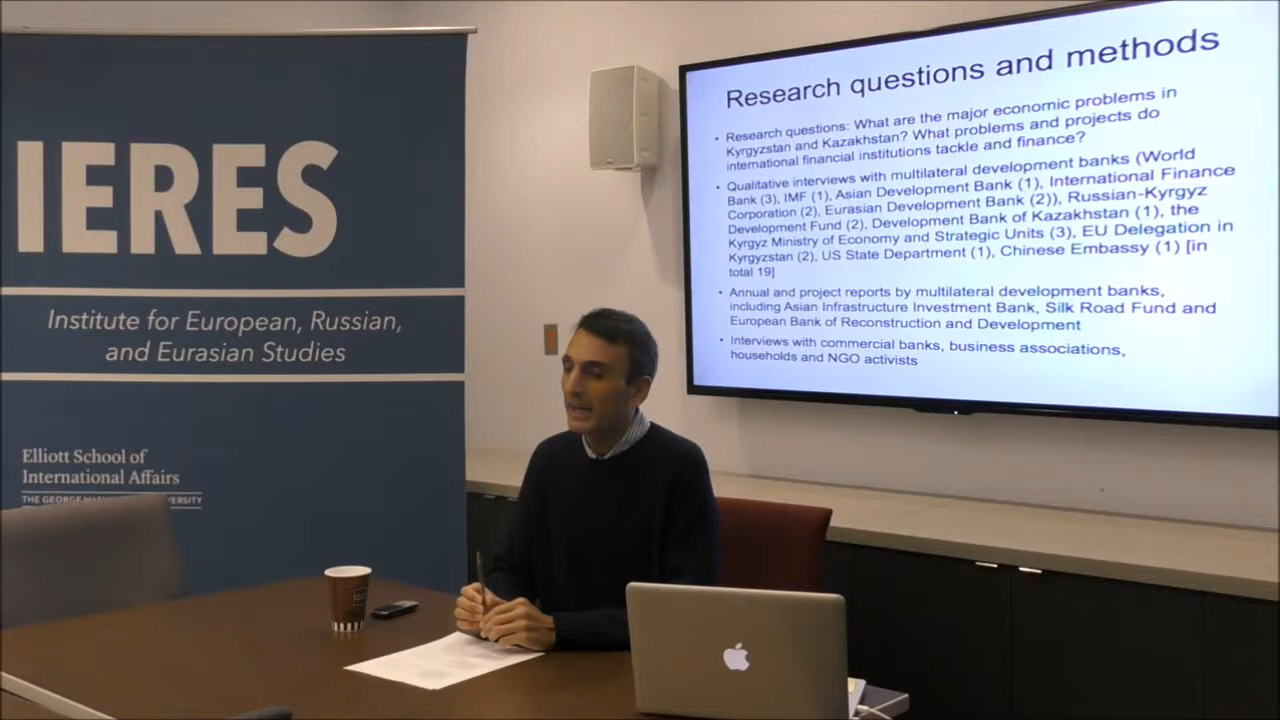 IERES
Institute for European, Russian,
and Eurasian Studies
Elliott School of
International Affairs
THE GEORGE WASHINGTON UNIVERSITY
Research questions and methods
• Research questions: What are the major economic problems in
Kyrgyzstan and Kazakhstan? What problems and projects do
international financial institutions tackle and finance?
• Qualitative interviews with multilateral development banks (World
Bank (3), IMF (1), Asian Development Bank (1), International Finance
Corporation (2), Eurasian Development Bank (2)), Russian-Kyrgyz
Development Fund (2), Development Bank of Kazakhstan (1), the
Kyrgyz Ministry of Economy and Strategic Units (3), EU Delegation in
Kyrgyzstan (2), US State Department (1), Chinese Embassy (1) [in
total 19]
• Annual and project reports by multilateral development banks,
including Asian Infrastructure Investment Bank, Silk Road Fund and
European Bank of Reconstruction and Development
• Interviews with commercial banks, business associations,
households and NGO activists